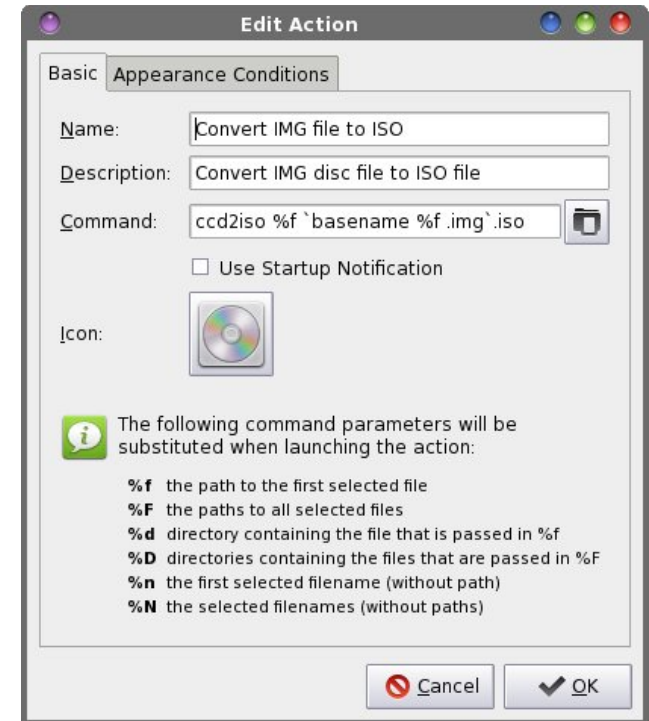 Edit Action
Basic Appearance Conditions
Name: Convert IMG file to ISO
Description: Convert IMG disc file to ISO file
Command: ccd2iso %f `basename %f .img`.iso
Use Startup Notification
Icon:
The following command parameters will be
substituted when launching the action:
%f the path to the first selected file
%F the paths to all selected files
%d directory containing the file that is passed in %f
%D directories containing the files that are passed in %F
%n the first selected filename (without path)
%N the selected filenames (without paths)
Cancel OK